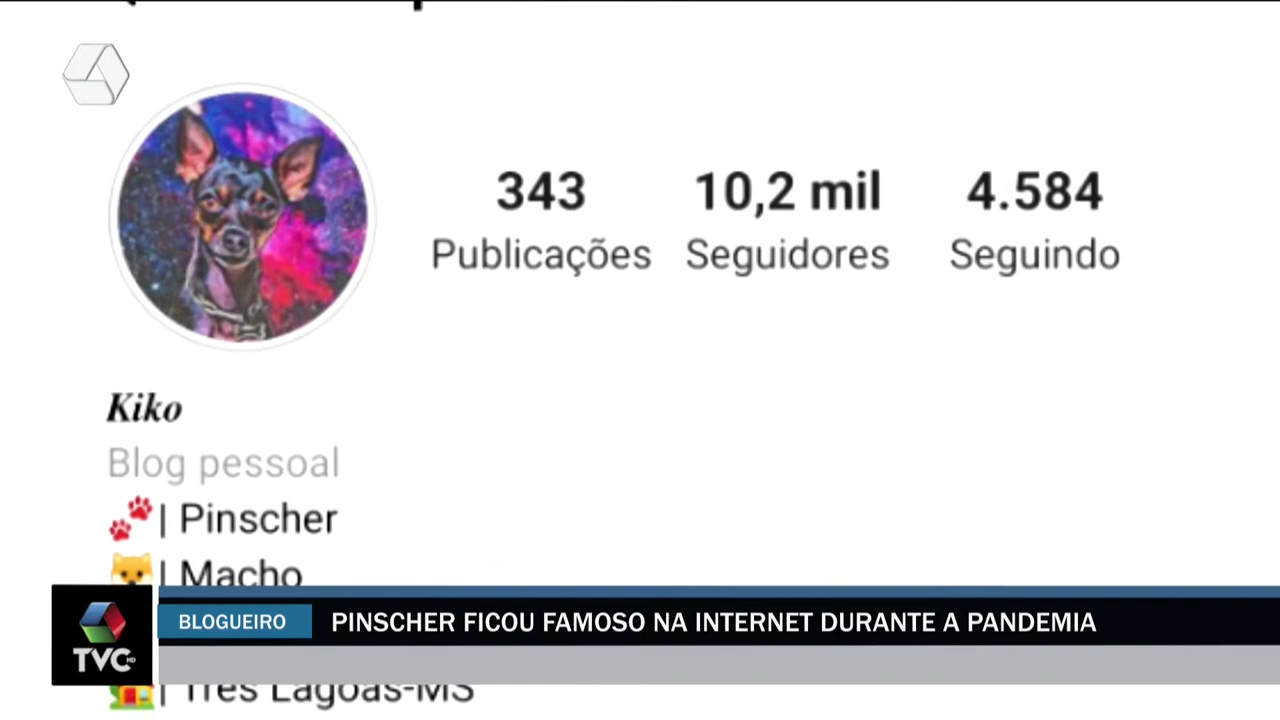 343 10,2 mil 4.584
Publicações Seguidores Seguindo
Kiko
Blog pessoal
| Pinscher
| Macho
BLOGUEIRO PINSCHER FICOU FAMOSO NA INTERNET DURANTE A PANDEMIA
TVC HD
| Três Lagoas-MS